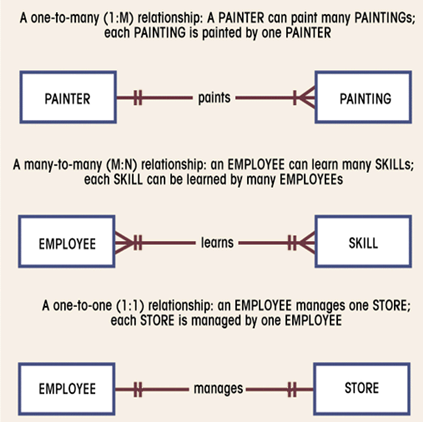 A one-to-many (1:M) relationship: A PAINTER can paint many PAINTINGs;
each PAINTING is painted by one PAINTER
PAINTER paints PAINTING
A many-to-many (M:N) relationship: an EMPLOYEE can learn many SKILLs;
each SKILL can be learned by many EMPLOYEEs
EMPLOYEE learns SKILL
A one-to-one (1:1) relationship: an EMPLOYEE manages one STORE;
each STORE is managed by one EMPLOYEE
EMPLOYEE manages STORE